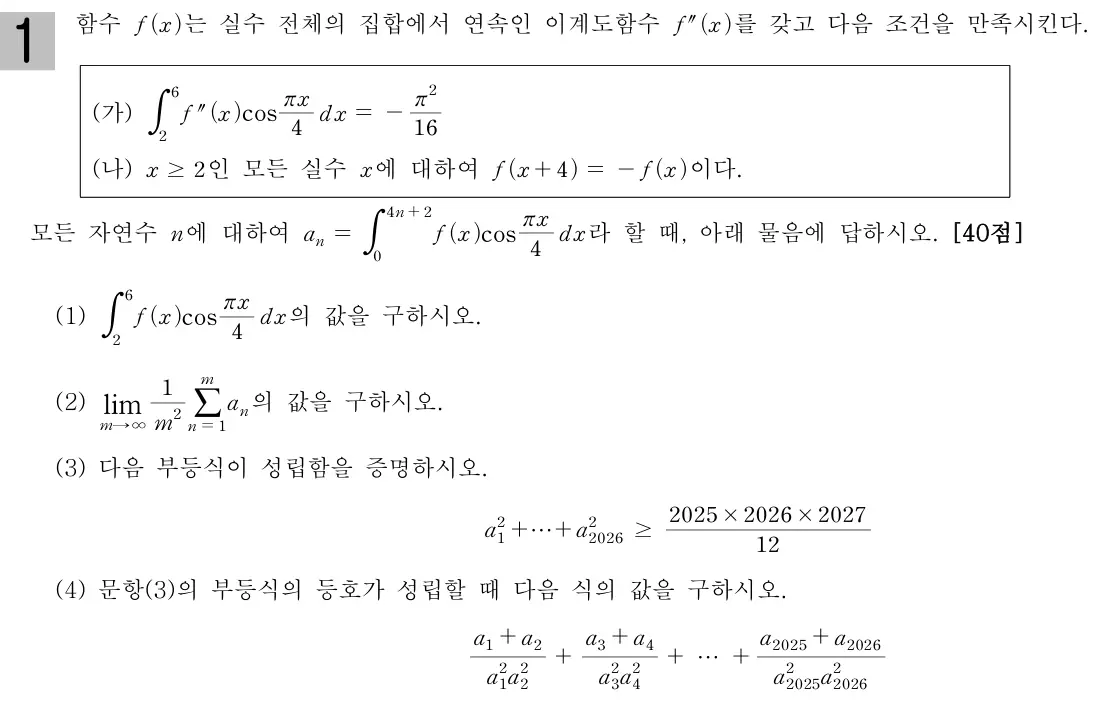 1 함수 f(x)는 실수 전체의 집합에서 연속인 이계도함수 f″(x)를 갖고 다음 조건을 만족시킨다.
(가) ∫₂⁶ f″(x)cos(πx/4) dx = −π²/16
(나) x ≥ 2인 모든 실수 x에 대하여 f(x+4) = −f(x)이다.
모든 자연수 n에 대하여 aₙ = ∫₀⁴ⁿ⁺² f(x)cos(πx/4) dx라 할 때, 아래 물음에 답하시오. [40점]
(1) ∫₂⁶ f(x)cos(πx/4) dx의 값을 구하시오.
(2) lim_{m→∞} (1/m²) ∑_{n=1}^{m} aₙ의 값을 구하시오.
(3) 다음 부등식이 성립함을 증명하시오.
a₁² + ⋯ + a₂₀₂₆² ≥ (2025×2026×2027)/12
(4) 문항(3)의 부등식의 등호가 성립할 때 다음 식의 값을 구하시오.
(a₁ + a₂)/(a₁²a₂²) + (a₃ + a₄)/(a₃²a₄²) + ⋯ + (a₂₀₂₅ + a₂₀₂₆)/(a₂₀₂₅²a₂₀₂₆²)